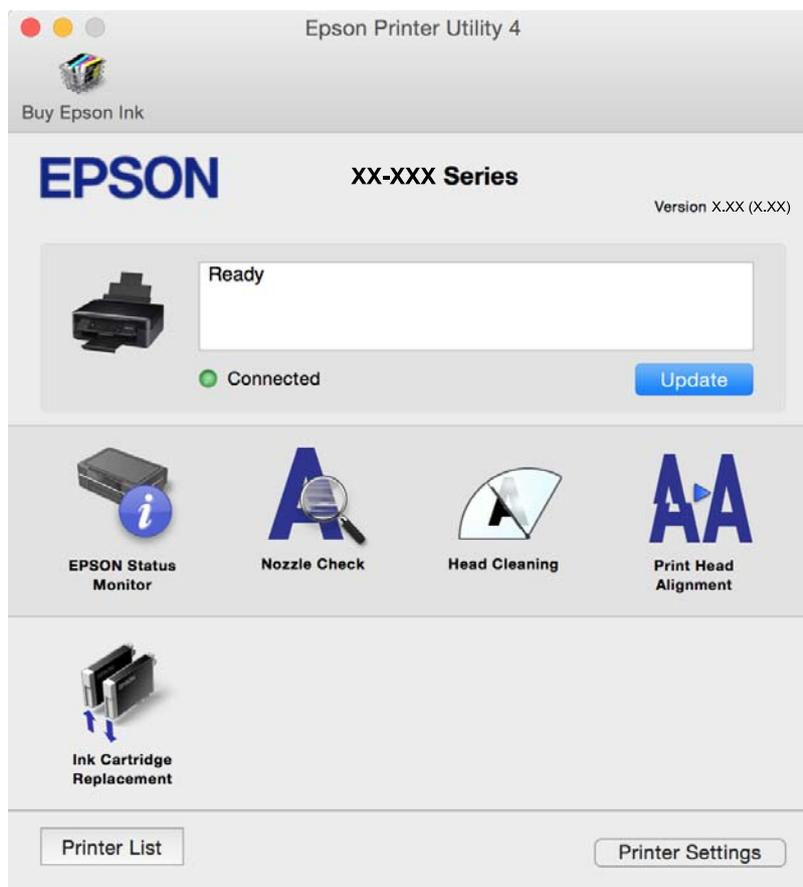 Epson Printer Utility 4
Buy Epson Ink
EPSON
XX-XXX Series
Version X.XX (X.XX)
Ready
Connected
Update
EPSON Status
Monitor
Nozzle Check
Head Cleaning
Print Head
Alignment
Ink Cartridge
Replacement
Printer List
Printer Settings